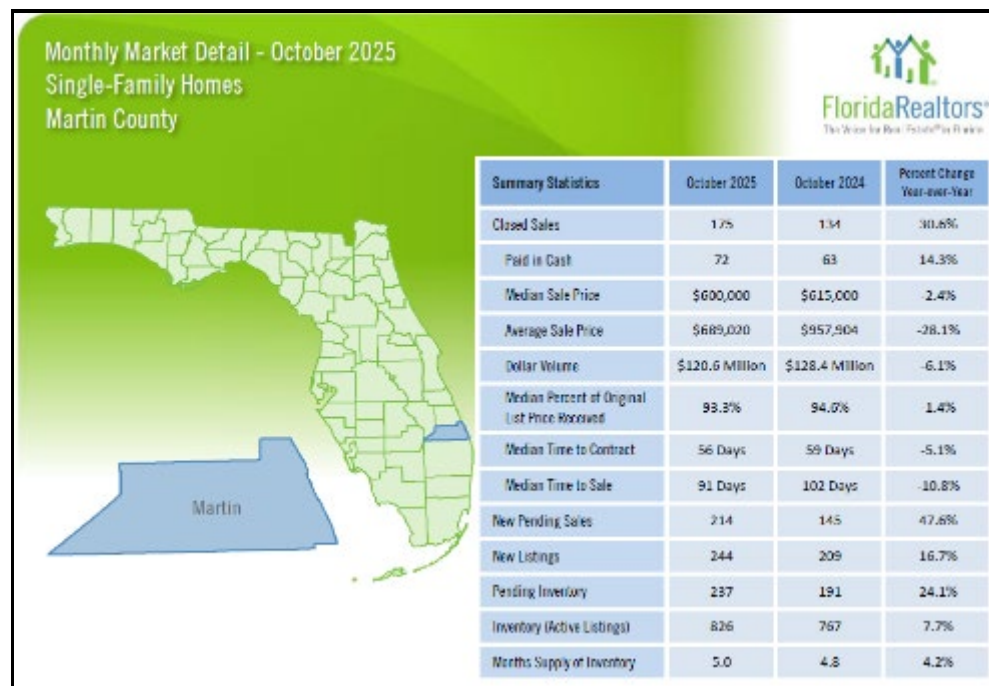 Monthly Market Detail - October 2025
Single-Family Homes
Martin County
FloridaRealtors®
The Voice for Real Estate® in Florida
Summary Statistics October 2025 October 2024 Percent Change Year-over-Year
Closed Sales 175 134 30.6%
Paid in Cash 72 63 14.3%
Median Sale Price $600,000 $615,000 -2.4%
Average Sale Price $689,020 $957,904 -28.1%
Dollar Volume $120.6 Million $128.4 Million -6.1%
Median Percent of Original List Price Received 93.3% 94.6% -1.4%
Median Time to Contract 56 Days 59 Days -5.1%
Median Time to Sale 91 Days 102 Days -10.8%
New Pending Sales 214 145 47.6%
New Listings 244 209 16.7%
Pending Inventory 237 191 24.1%
Inventory (Active Listings) 826 767 7.7%
Months Supply of Inventory 5.0 4.8 4.2%
Martin